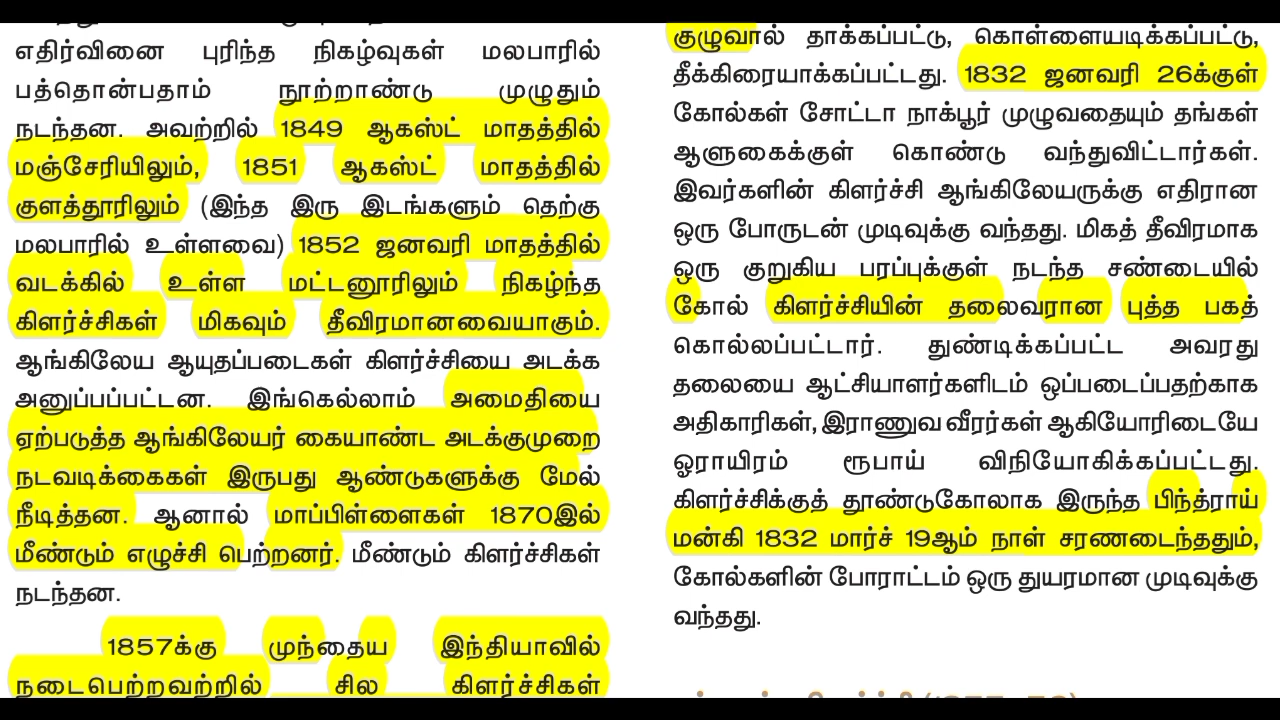 எதிர்வினை புரிந்த நிகழ்வுகள் மலபாரில்
பத்தொன்பதாம் நூற்றாண்டு முழுதும்
நடந்தன. அவற்றில் 1849 ஆகஸ்ட் மாதத்தில்
மஞ்சேரியிலும், 1851 ஆகஸ்ட் மாதத்தில்
குளத்தூரிலும் (இந்த இரு இடங்களும் தெற்கு
மலபாரில் உள்ளவை) 1852 ஜனவரி மாதத்தில்
வடக்கில் உள்ள மட்டனூரிலும் நிகழ்ந்த
கிளர்ச்சிகள் மிகவும் தீவிரமானவையாகும்.
ஆங்கிலேய ஆயுதப்படைகள் கிளர்ச்சியை அடக்க
அனுப்பப்பட்டன. இங்கெல்லாம் அமைதியை
ஏற்படுத்த ஆங்கிலேயர் கையாண்ட அடக்குமுறை
நடவடிக்கைகள் இருபது ஆண்டுகளுக்கு மேல்
நீடித்தன. ஆனால் மாப்பிள்ளைகள் 1870இல்
மீண்டும் எழுச்சி பெற்றனர். மீண்டும் கிளர்ச்சிகள்
நடந்தன.
1857க்கு முந்தைய இந்தியாவில்
நடைபெற்றவற்றில் சில கிளர்ச்சிகள்
குழுவால் தாக்கப்பட்டு, கொள்ளையடிக்கப்பட்டு,
தீக்கிரையாக்கப்பட்டது. 1832 ஜனவரி 26க்குள்
கோல்கள் சோட்டா நாக்பூர் முழுவதையும் தங்கள்
ஆளுகைக்குள் கொண்டு வந்துவிட்டார்கள்.
இவர்களின் கிளர்ச்சி ஆங்கிலேயருக்கு எதிரான
ஒரு போருடன் முடிவுக்கு வந்தது. மிகத் தீவிரமாக
ஒரு குறுகிய பரப்புக்குள் நடந்த சண்டையில்
கோல் கிளர்ச்சியின் தலைவரான புத்த பகத்
கொல்லப்பட்டார். துண்டிக்கப்பட்ட அவரது
தலையை ஆட்சியாளர்களிடம் ஒப்படைப்பதற்காக
அதிகாரிகள், இராணுவ வீரர்கள் ஆகியோரிடையே
ஓராயிரம் ரூபாய் விநியோகிக்கப்பட்டது.
கிளர்ச்சிக்குத் தூண்டுகோலாக இருந்த பிந்த்ராய்
மன்கி 1832 மார்ச் 19ஆம் நாள் சரணடைந்ததும்,
கோல்களின் போராட்டம் ஒரு துயரமான முடிவுக்கு
வந்தது.